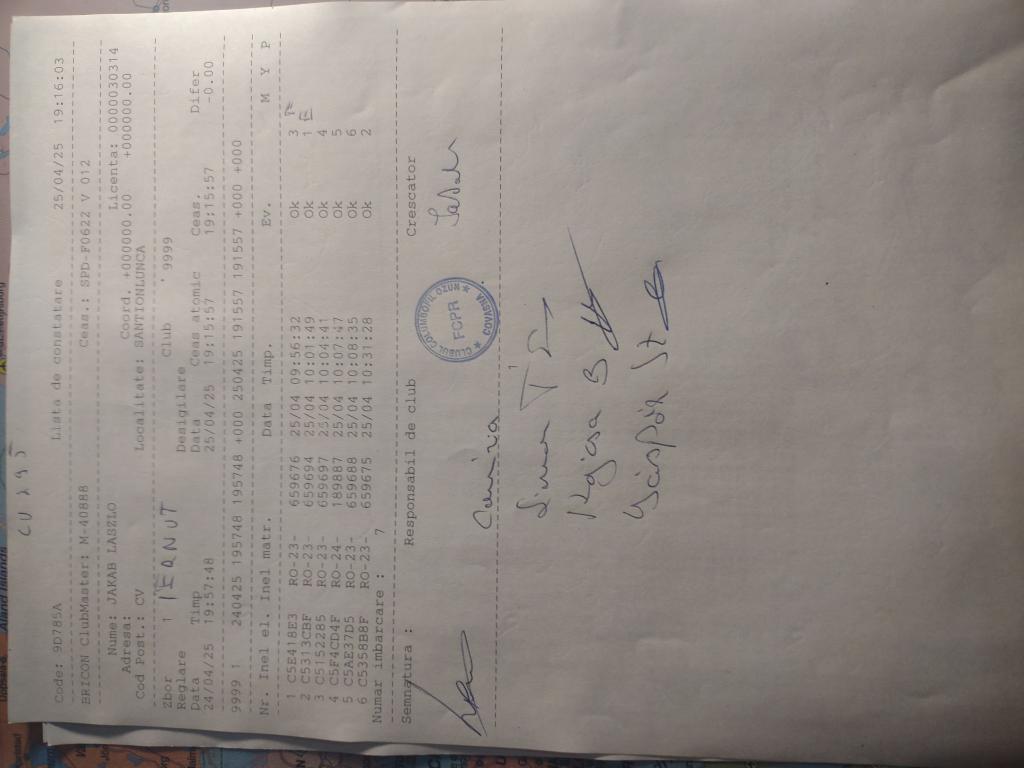 CU 295
Code: 9D785A Lista de constatare 25/04/25 19:16:03
BRICON ClubMaster: M-40888 Ceas.: SPD-F0622 V 012
Nume: JAKAB LASZLO Licenta: 0000030314
Adresa: Coord. +000000.00 +000000.00
Cod Post.: CV Localitate: SANTIONLUNCA
Zbor 1 IERNUT Club 9999
Reglare Desigilare
Data Timp Data Ceas atomic Ceas. Difer
24/04/25 19:57:48 25/04/25 19:15:57 19:15:57 -0.00
9999 1 240425 195748 195748 +000 250425 191557 191557 +000 +000
Nr. Inel el. Inel matr. Data Timp. Ev. M Y P
1 C5E418E3 RO-23- 659676 25/04 09:56:32 Ok 3 F
2 C5313CBF RO-23- 659694 25/04 10:01:49 Ok 1 E
3 C5152285 RO-23- 659697 25/04 10:04:41 Ok 4
4 C5F4CD4F RO-24- 189887 25/04 10:07:47 Ok 5
5 C5AE37D5 RO-23- 659688 25/04 10:08:35 Ok 6
6 C5358B8F RO-23- 659675 25/04 10:31:28 Ok 2
Numar imbarcare : 7
Semnatura : Responsabil de club Crescator
CLUBUL COLUMBOFIL OZUN
FCPR
COVASNA